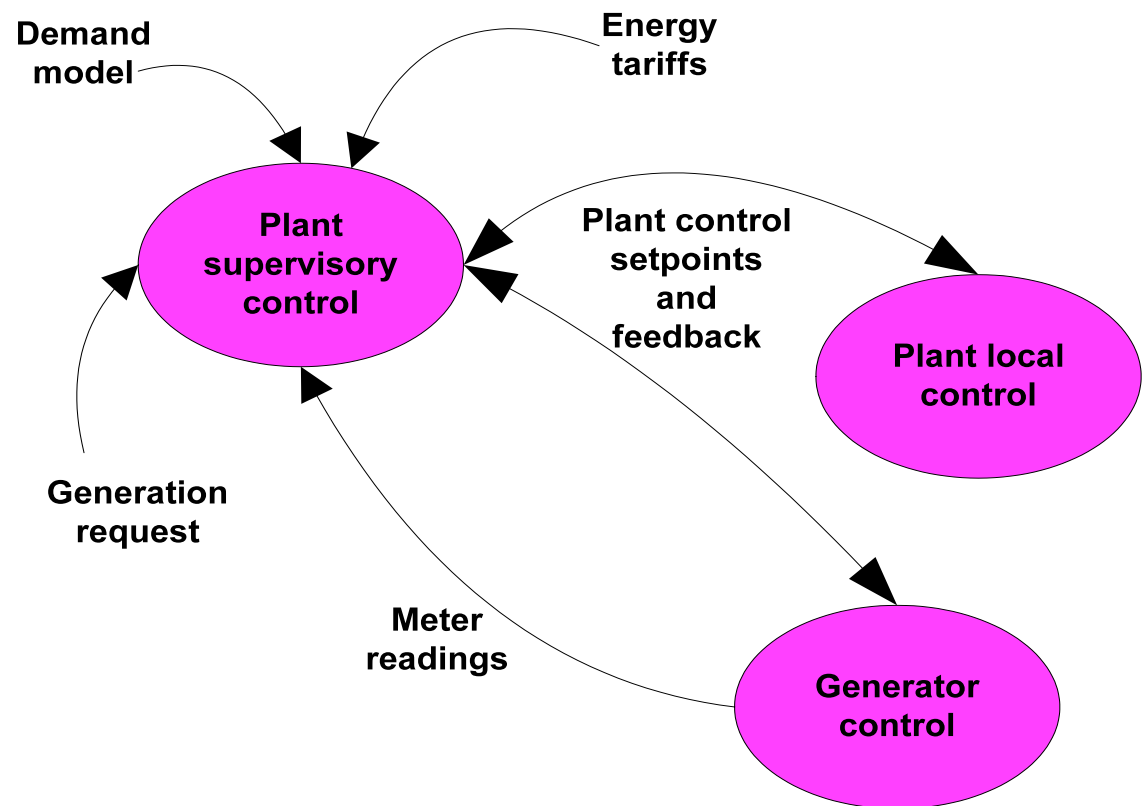 Demand
model
Energy
tariffs
Plant
supervisory
control
Plant control
setpoints
and
feedback
Plant local
control
Generation
request
Meter
readings
Generator
control